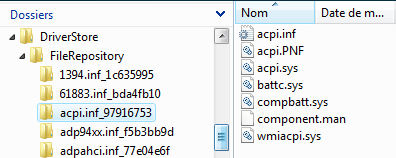 Dossiers
DriverStore
FileRepository
1394.inf_1c635995
61883.inf_bda4fb10
acpi.inf_97916753
adp94xx.inf_f5b3bb9d
adpahci.inf_77e04e6f
Nom
Date de m...
acpi.inf
acpi.PNF
acpi.sys
battc.sys
compbatt.sys
component.man
wmiacpi.sys